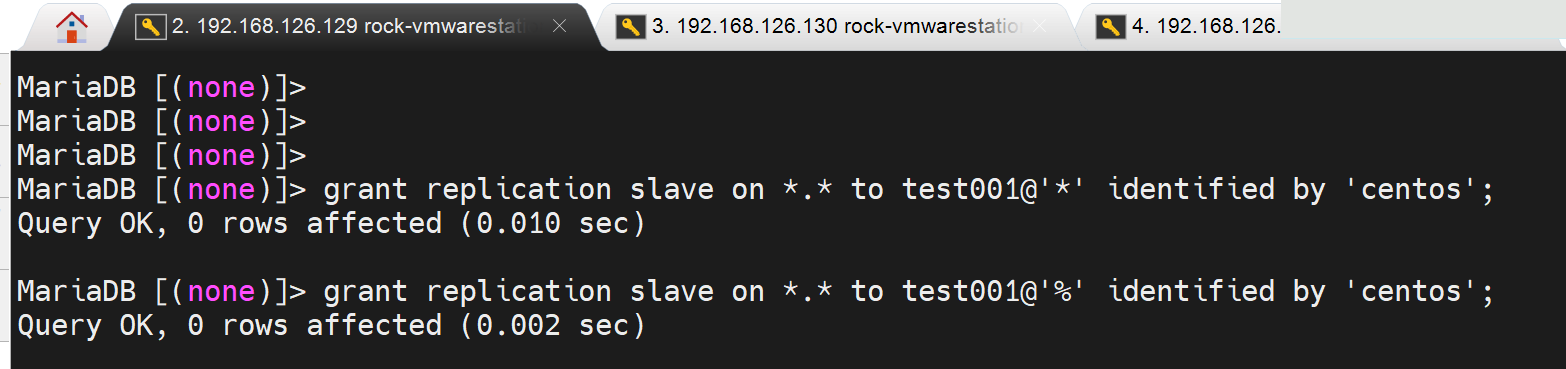 2. 192.168.126.129 rock-vmwarestati
3. 192.168.126.130 rock-vmwarestatio
4. 192.168.126.
MariaDB [(none)]>
MariaDB [(none)]>
MariaDB [(none)]>
MariaDB [(none)]> grant replication slave on *.* to test001@'*' identified by 'centos';
Query OK, 0 rows affected (0.010 sec)
MariaDB [(none)]> grant replication slave on *.* to test001@'%' identified by 'centos';
Query OK, 0 rows affected (0.002 sec)